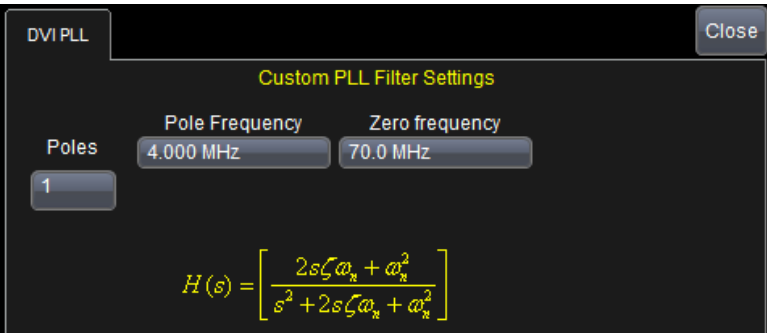 DVI PLL
Close
Custom PLL Filter Settings
Pole Frequency Zero frequency
Poles 4.000 MHz 70.0 MHz
1
H(s) = [ (2sζωₙ + ωₙ²) / (s² + 2sζωₙ + ωₙ²) ]